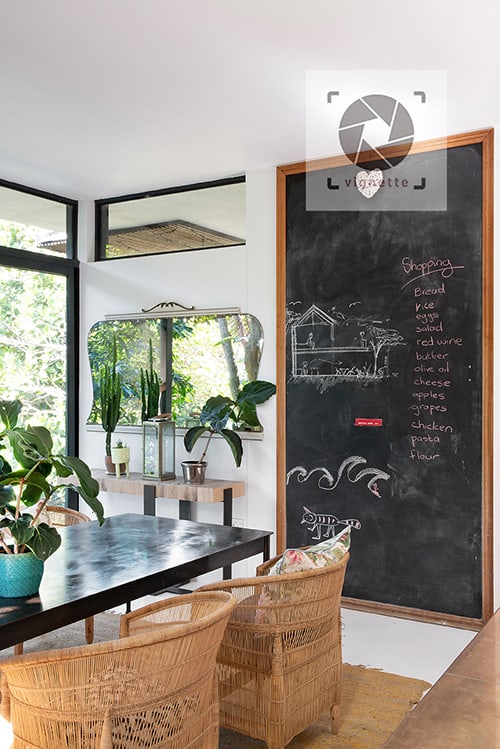 vignette
Shopping
Bread
rice
eggs
salad
red wine
butter
olive oil
cheese
apples
grapes
chicken
pasta
flour